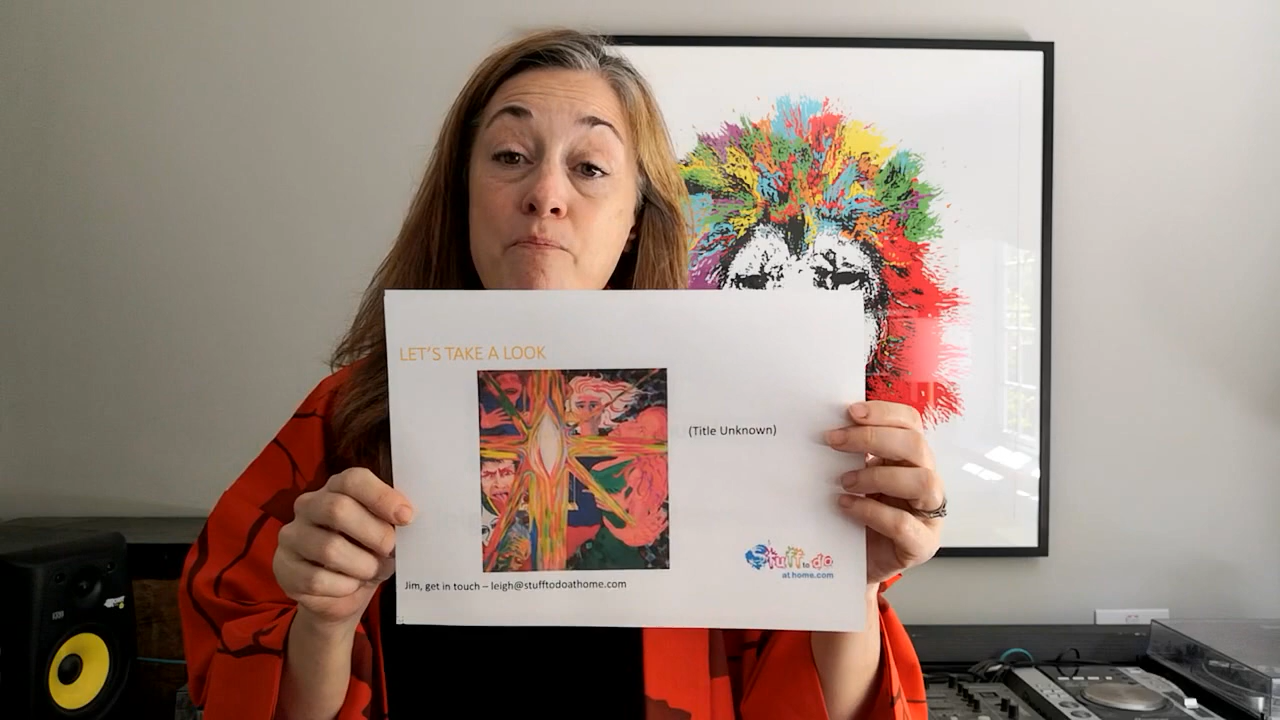 LET'S TAKE A LOOK
(Title Unknown)
Stuff to do
at home.com
Jim, get in touch – leigh@stufftodoathome.com